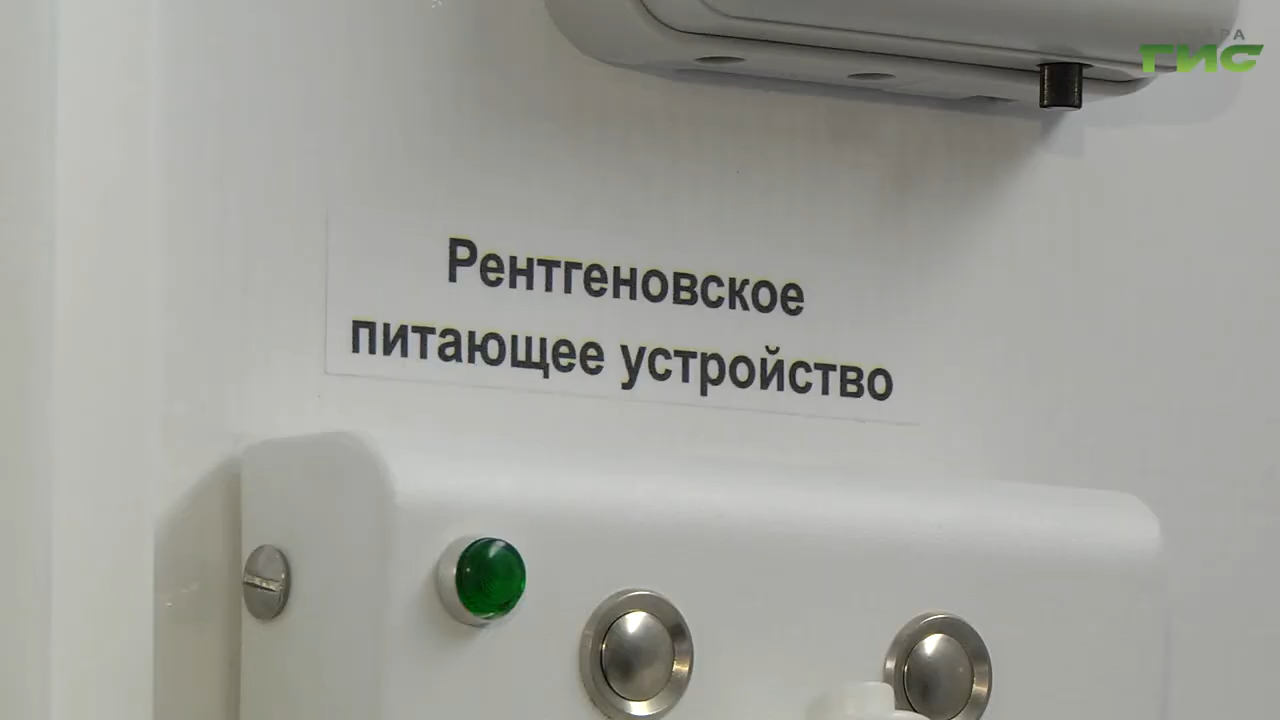 ГИС
Рентгеновское
питающее устройство